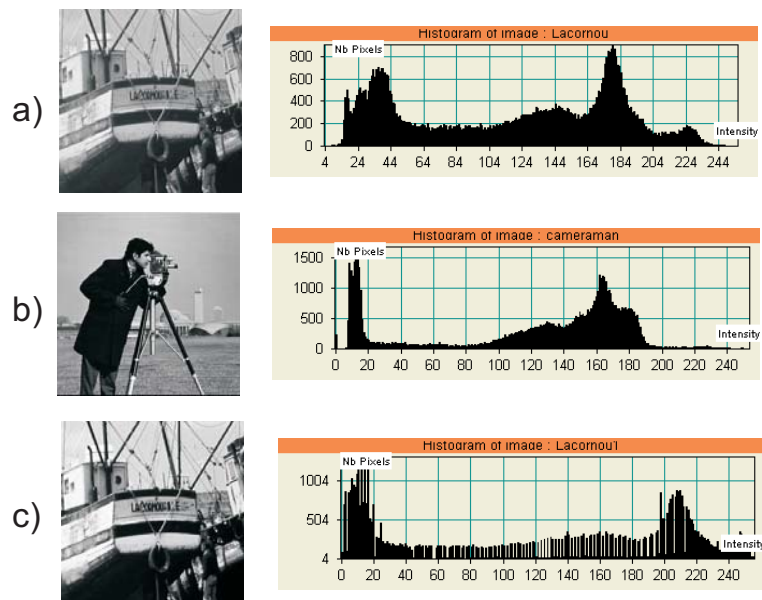 a)
Histogram of image : Lacornou
Nb Pixels
800
600
400
200
0
Intensity
4 24 44 64 84 104 124 144 164 184 204 224 244
b)
Histogram of image : cameraman
Nb Pixels
1500
1000
500
0
Intensity
0 20 40 60 80 100 120 140 160 180 200 220 240
c)
Histogram of image : Lacornou1
Nb Pixels
1004
504
4
Intensity
0 20 40 60 80 100 120 140 160 180 200 220 240